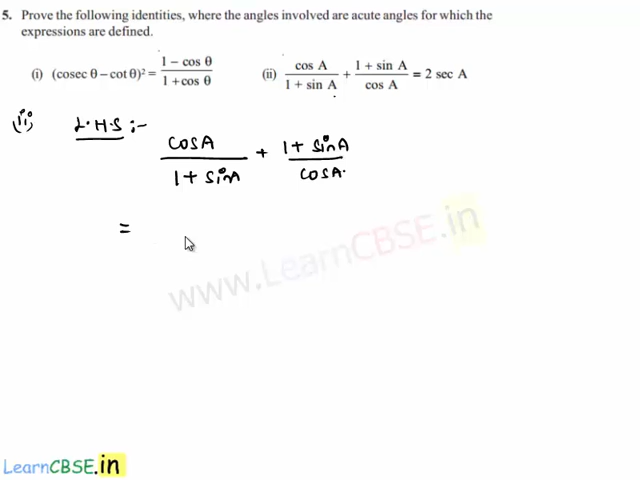 5. Prove the following identities, where the angles involved are acute angles for which the
expressions are defined.
(i) (cosec θ – cot θ)² = (1 – cos θ)/(1 + cos θ) (ii) cos A/(1 + sin A) + (1 + sin A)/cos A = 2 sec A
(ii) L.H.S :- cosA/(1 + sinA) + (1 + sinA)/cosA.
=
www.LearnCBSE.in
LearnCBSE.in